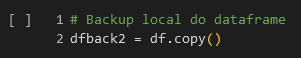 [ ] 1 # Backup local do dataframe
2 dfback2 = df.copy()